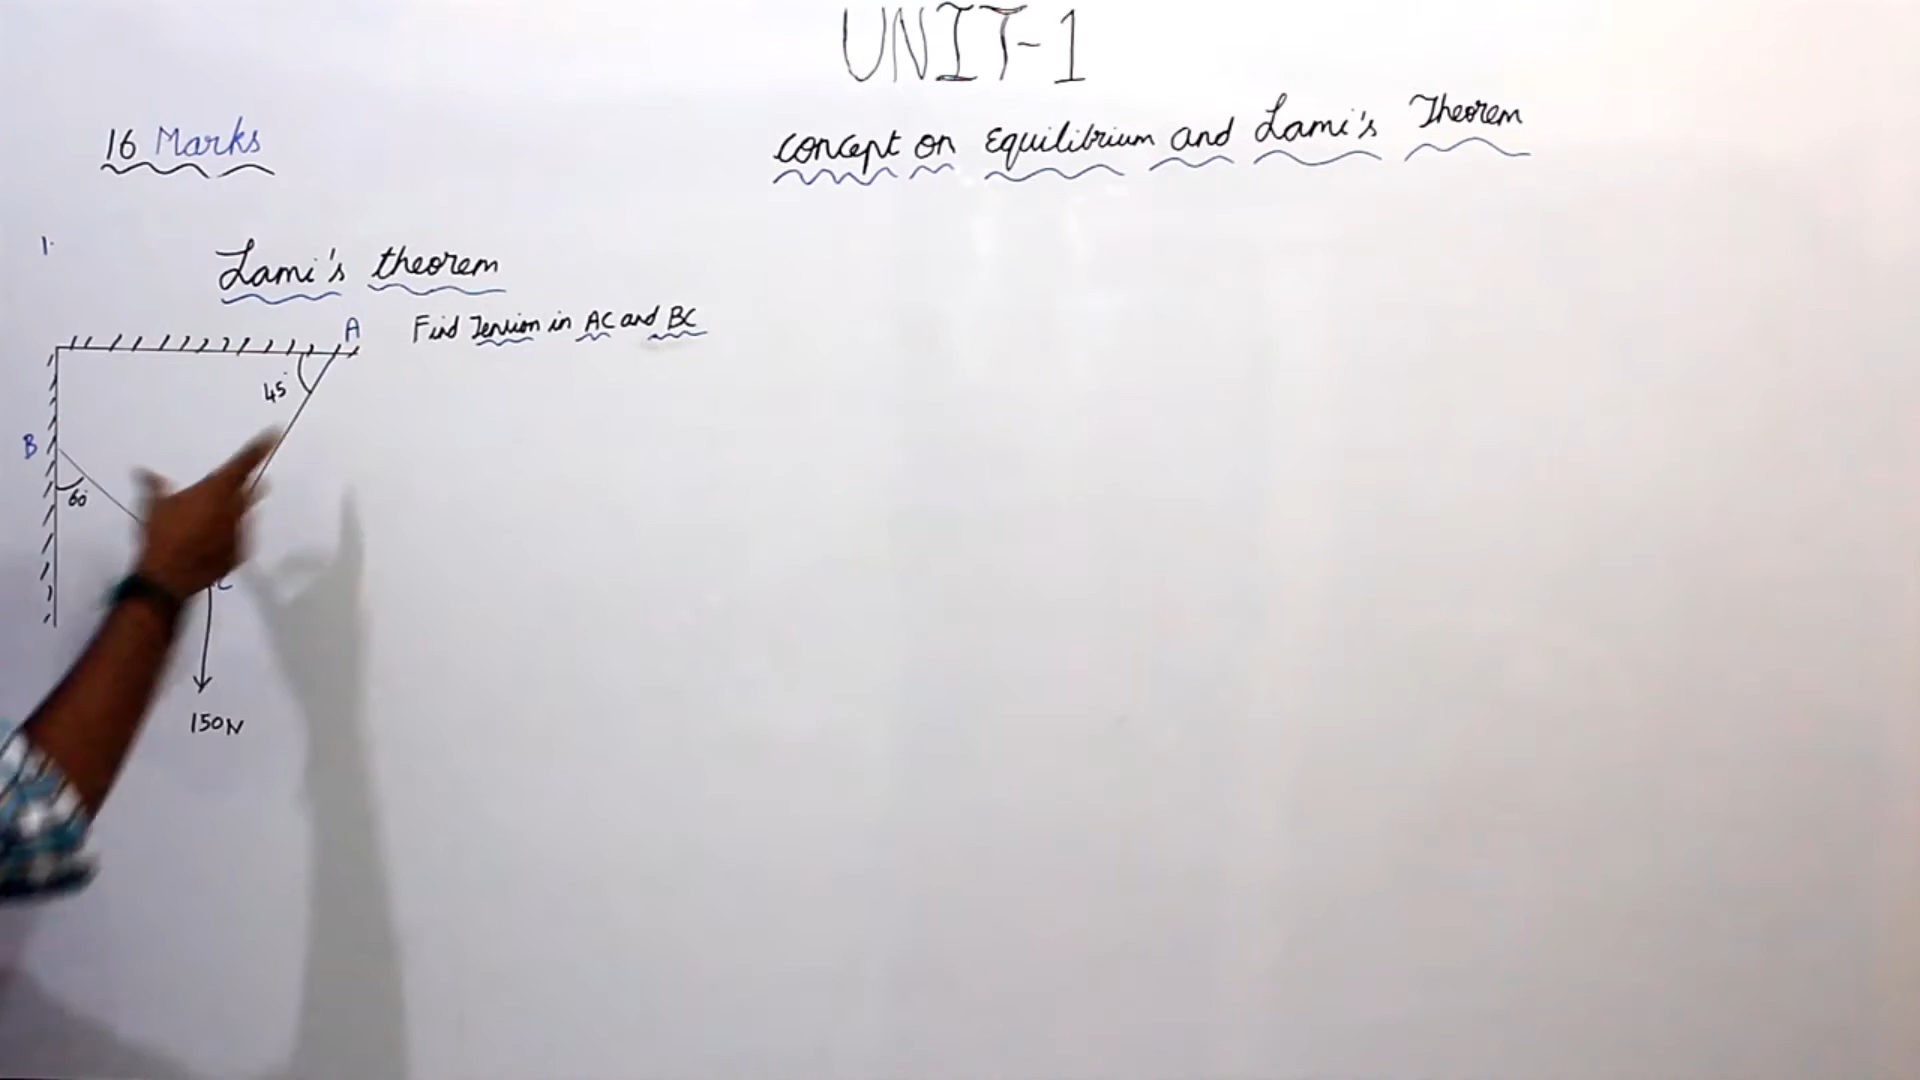 UNIT-1
16 Marks
concept on Equilibrium and Lami's Theorem
1.
Lami's theorem
Find Tension in AC and BC
A
45°
B
60°
C
150N